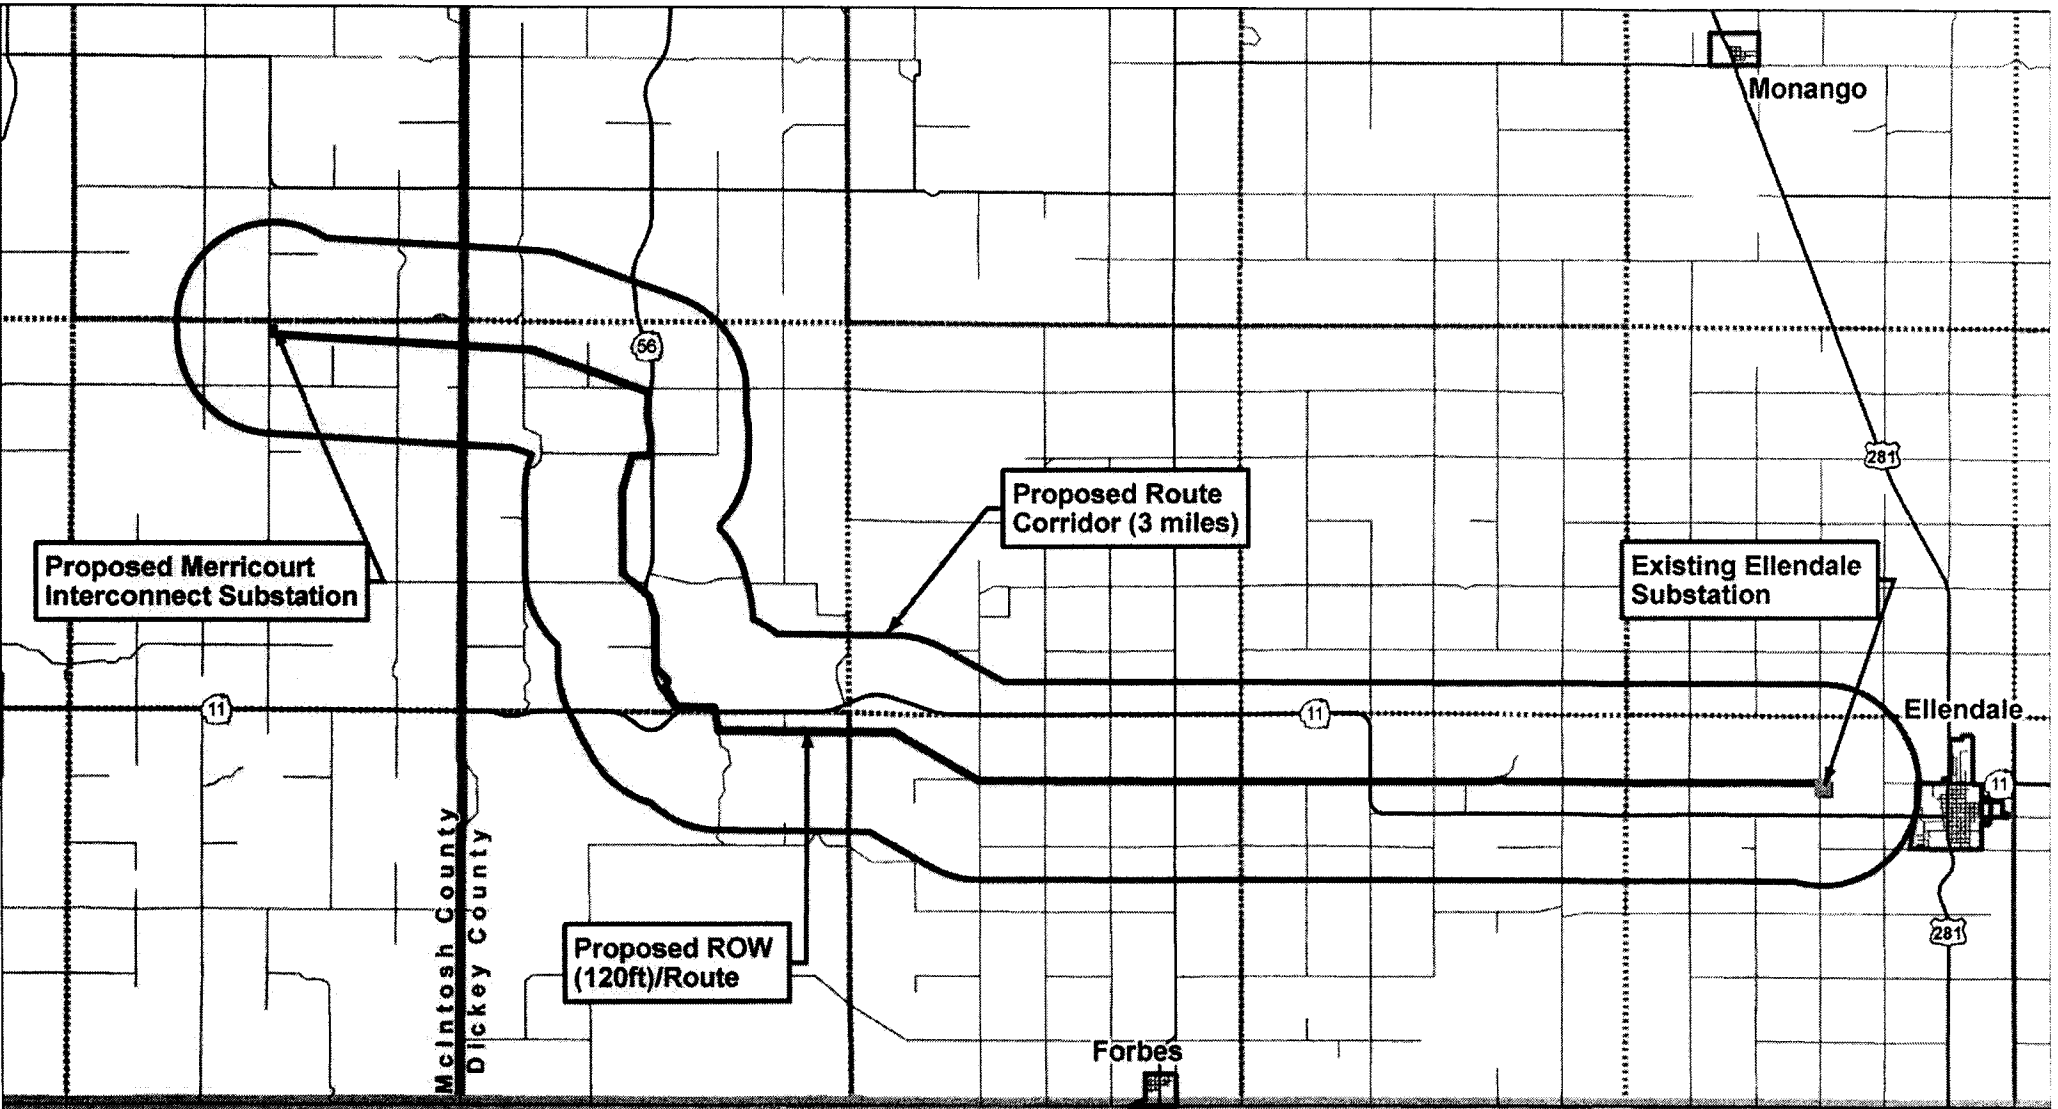 Monango
56
281
Proposed Route
Corridor (3 miles)
Proposed Merricourt
Interconnect Substation
Existing Ellendale
Substation
11
11
Ellendale
11
McIntosh County
Dickey County
Proposed ROW
(120ft)/Route
281
Forbes